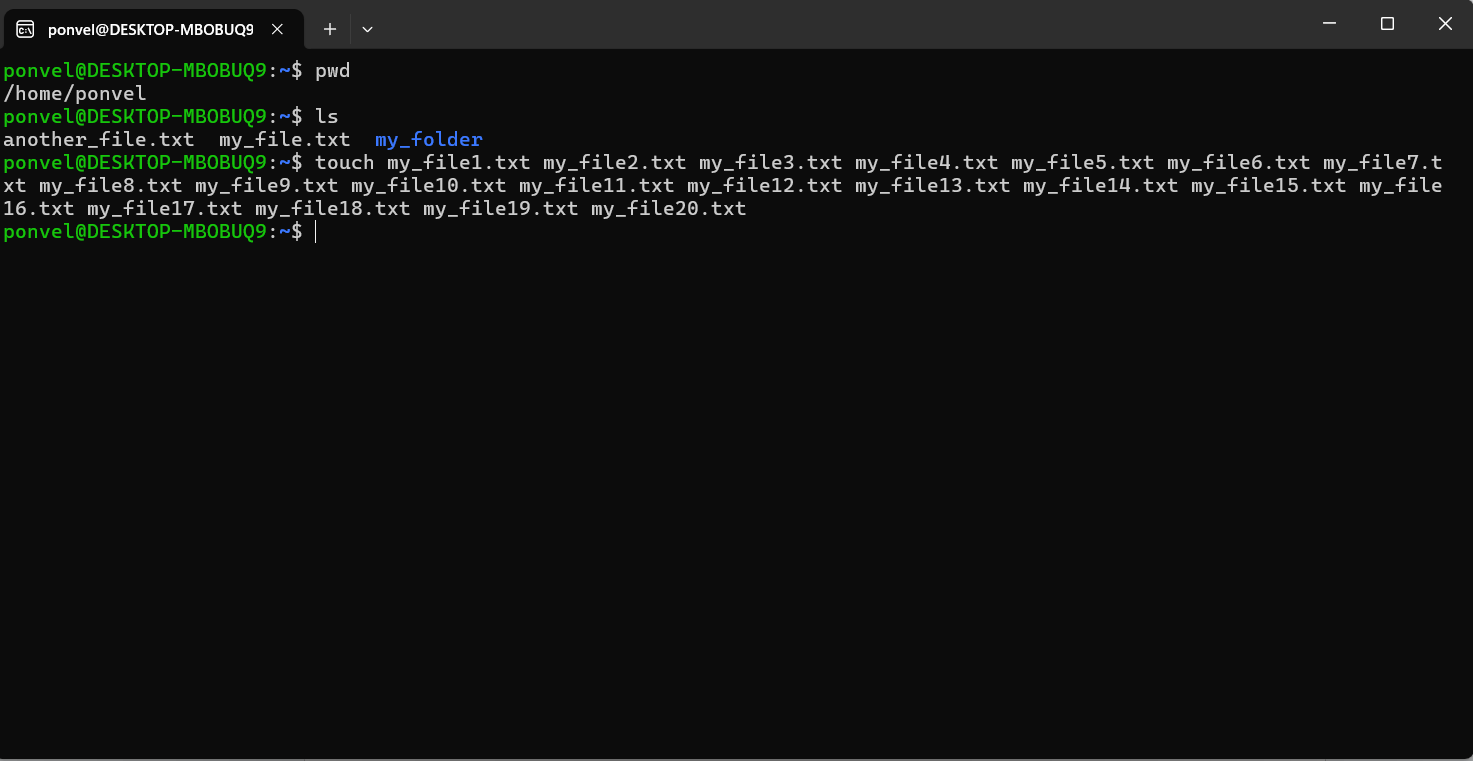 ponvel@DESKTOP-MBOBUQ9
ponvel@DESKTOP-MBOBUQ9:~$ pwd
/home/ponvel
ponvel@DESKTOP-MBOBUQ9:~$ ls
another_file.txt  my_file.txt  my_folder
ponvel@DESKTOP-MBOBUQ9:~$ touch my_file1.txt my_file2.txt my_file3.txt my_file4.txt my_file5.txt my_file6.txt my_file7.t
xt my_file8.txt my_file9.txt my_file10.txt my_file11.txt my_file12.txt my_file13.txt my_file14.txt my_file15.txt my_file
16.txt my_file17.txt my_file18.txt my_file19.txt my_file20.txt
ponvel@DESKTOP-MBOBUQ9:~$